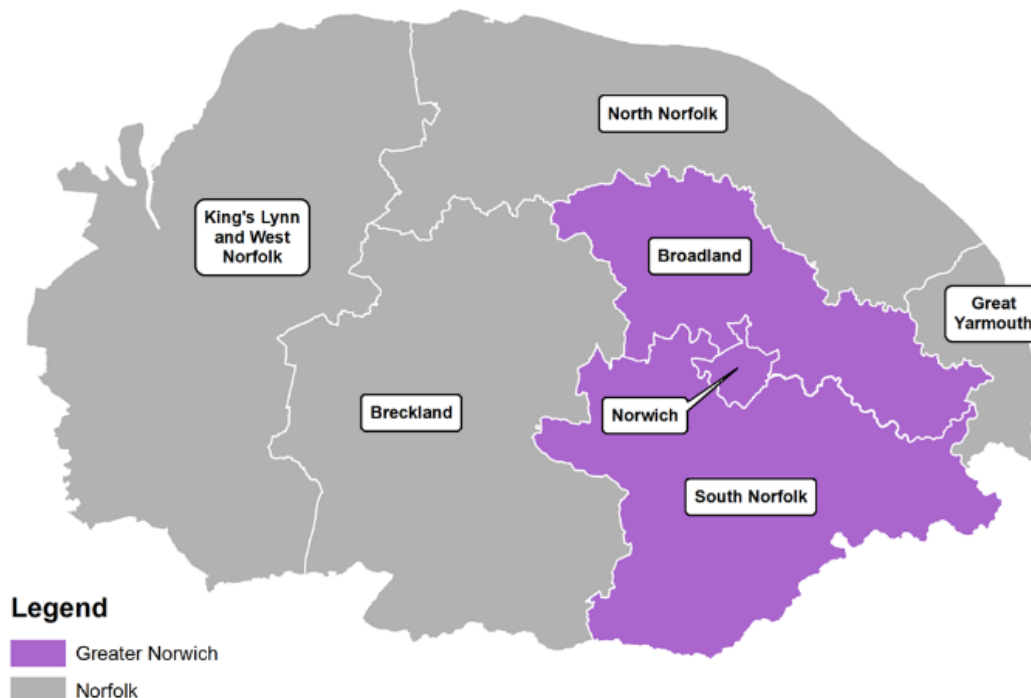 North Norfolk
King's Lynn
and West
Norfolk
Broadland
Great
Yarmouth
Breckland
Norwich
South Norfolk
Legend
Greater Norwich
Norfolk